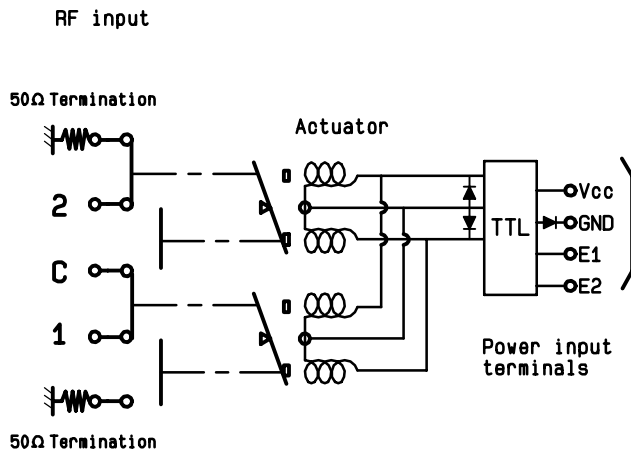 RF input
50Ω Termination
Actuator
2
C
1
TTL
Vcc
GND
E1
E2
Power input
terminals
50Ω Termination